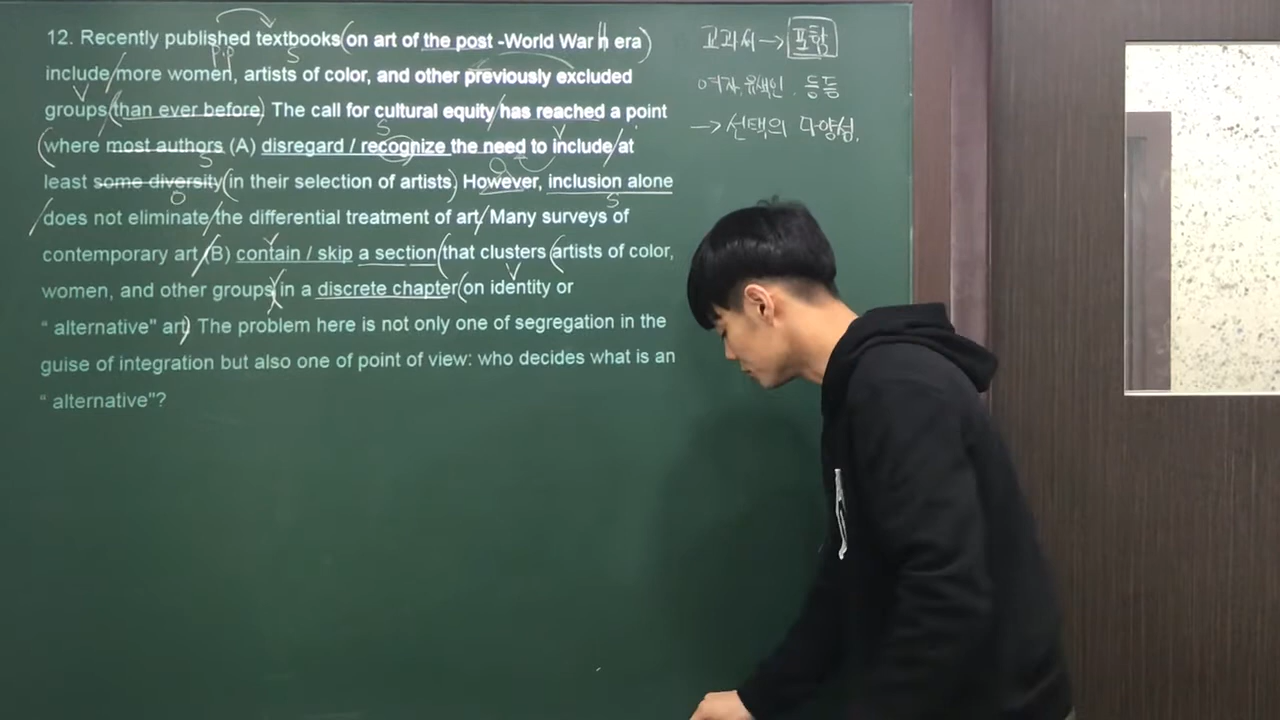 12. Recently published textbooks (on art of the post -World War II era)
include / more women, artists of color, and other previously excluded
groups (than ever before). The call for cultural equity / has reached a point
(where most authors (A) disregard / recognize the need to include / at
least some diversity (in their selection of artists). However, inclusion alone
/ does not eliminate / the differential treatment of art. / Many surveys of
contemporary art / (B) contain / skip a section (that clusters (artists of color,
women, and other groups) in a discrete chapter (on identity or
“ alternative" art) The problem here is not only one of segregation in the
guise of integration but also one of point of view: who decides what is an
“ alternative"?
p.p
S
V
S
S
V
O
O
S
V
V
교과서 → 포함
여자, 유색인, 등등
→ 선택의 다양성.